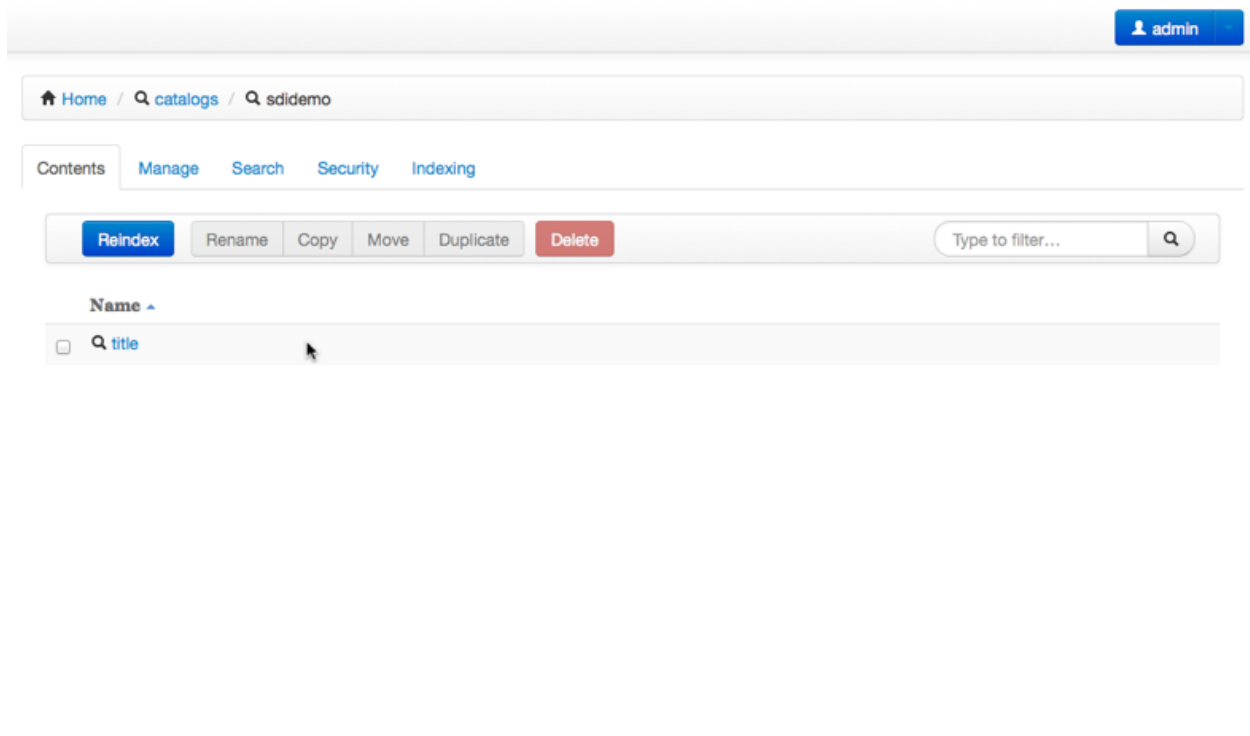 admin
Home / catalogs / sdidemo
Contents Manage Search Security Indexing
Reindex Rename Copy Move Duplicate Delete Type to filter...
Name
title